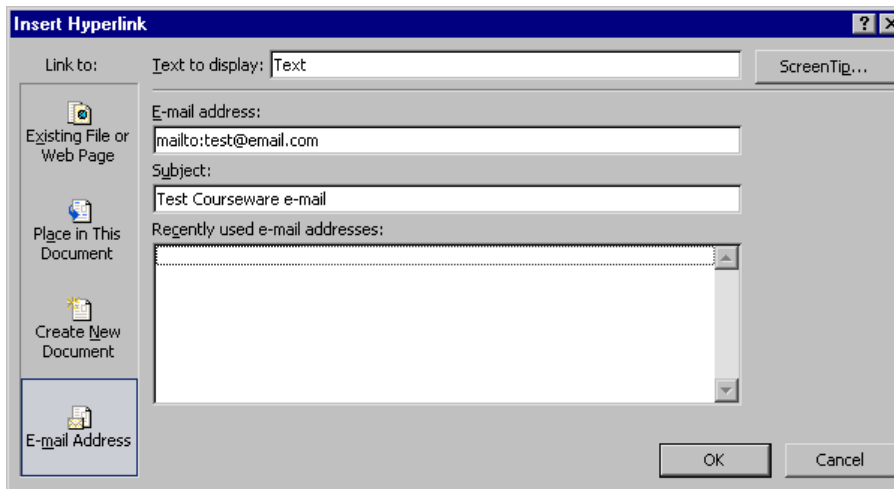 Insert Hyperlink
Link to:
Text to display: Text
ScreenTip...
Existing File or
Web Page
Place in This
Document
Create New
Document
E-mail Address
E-mail address:
mailto:test@email.com
Subject:
Test Courseware e-mail
Recently used e-mail addresses:
OK
Cancel